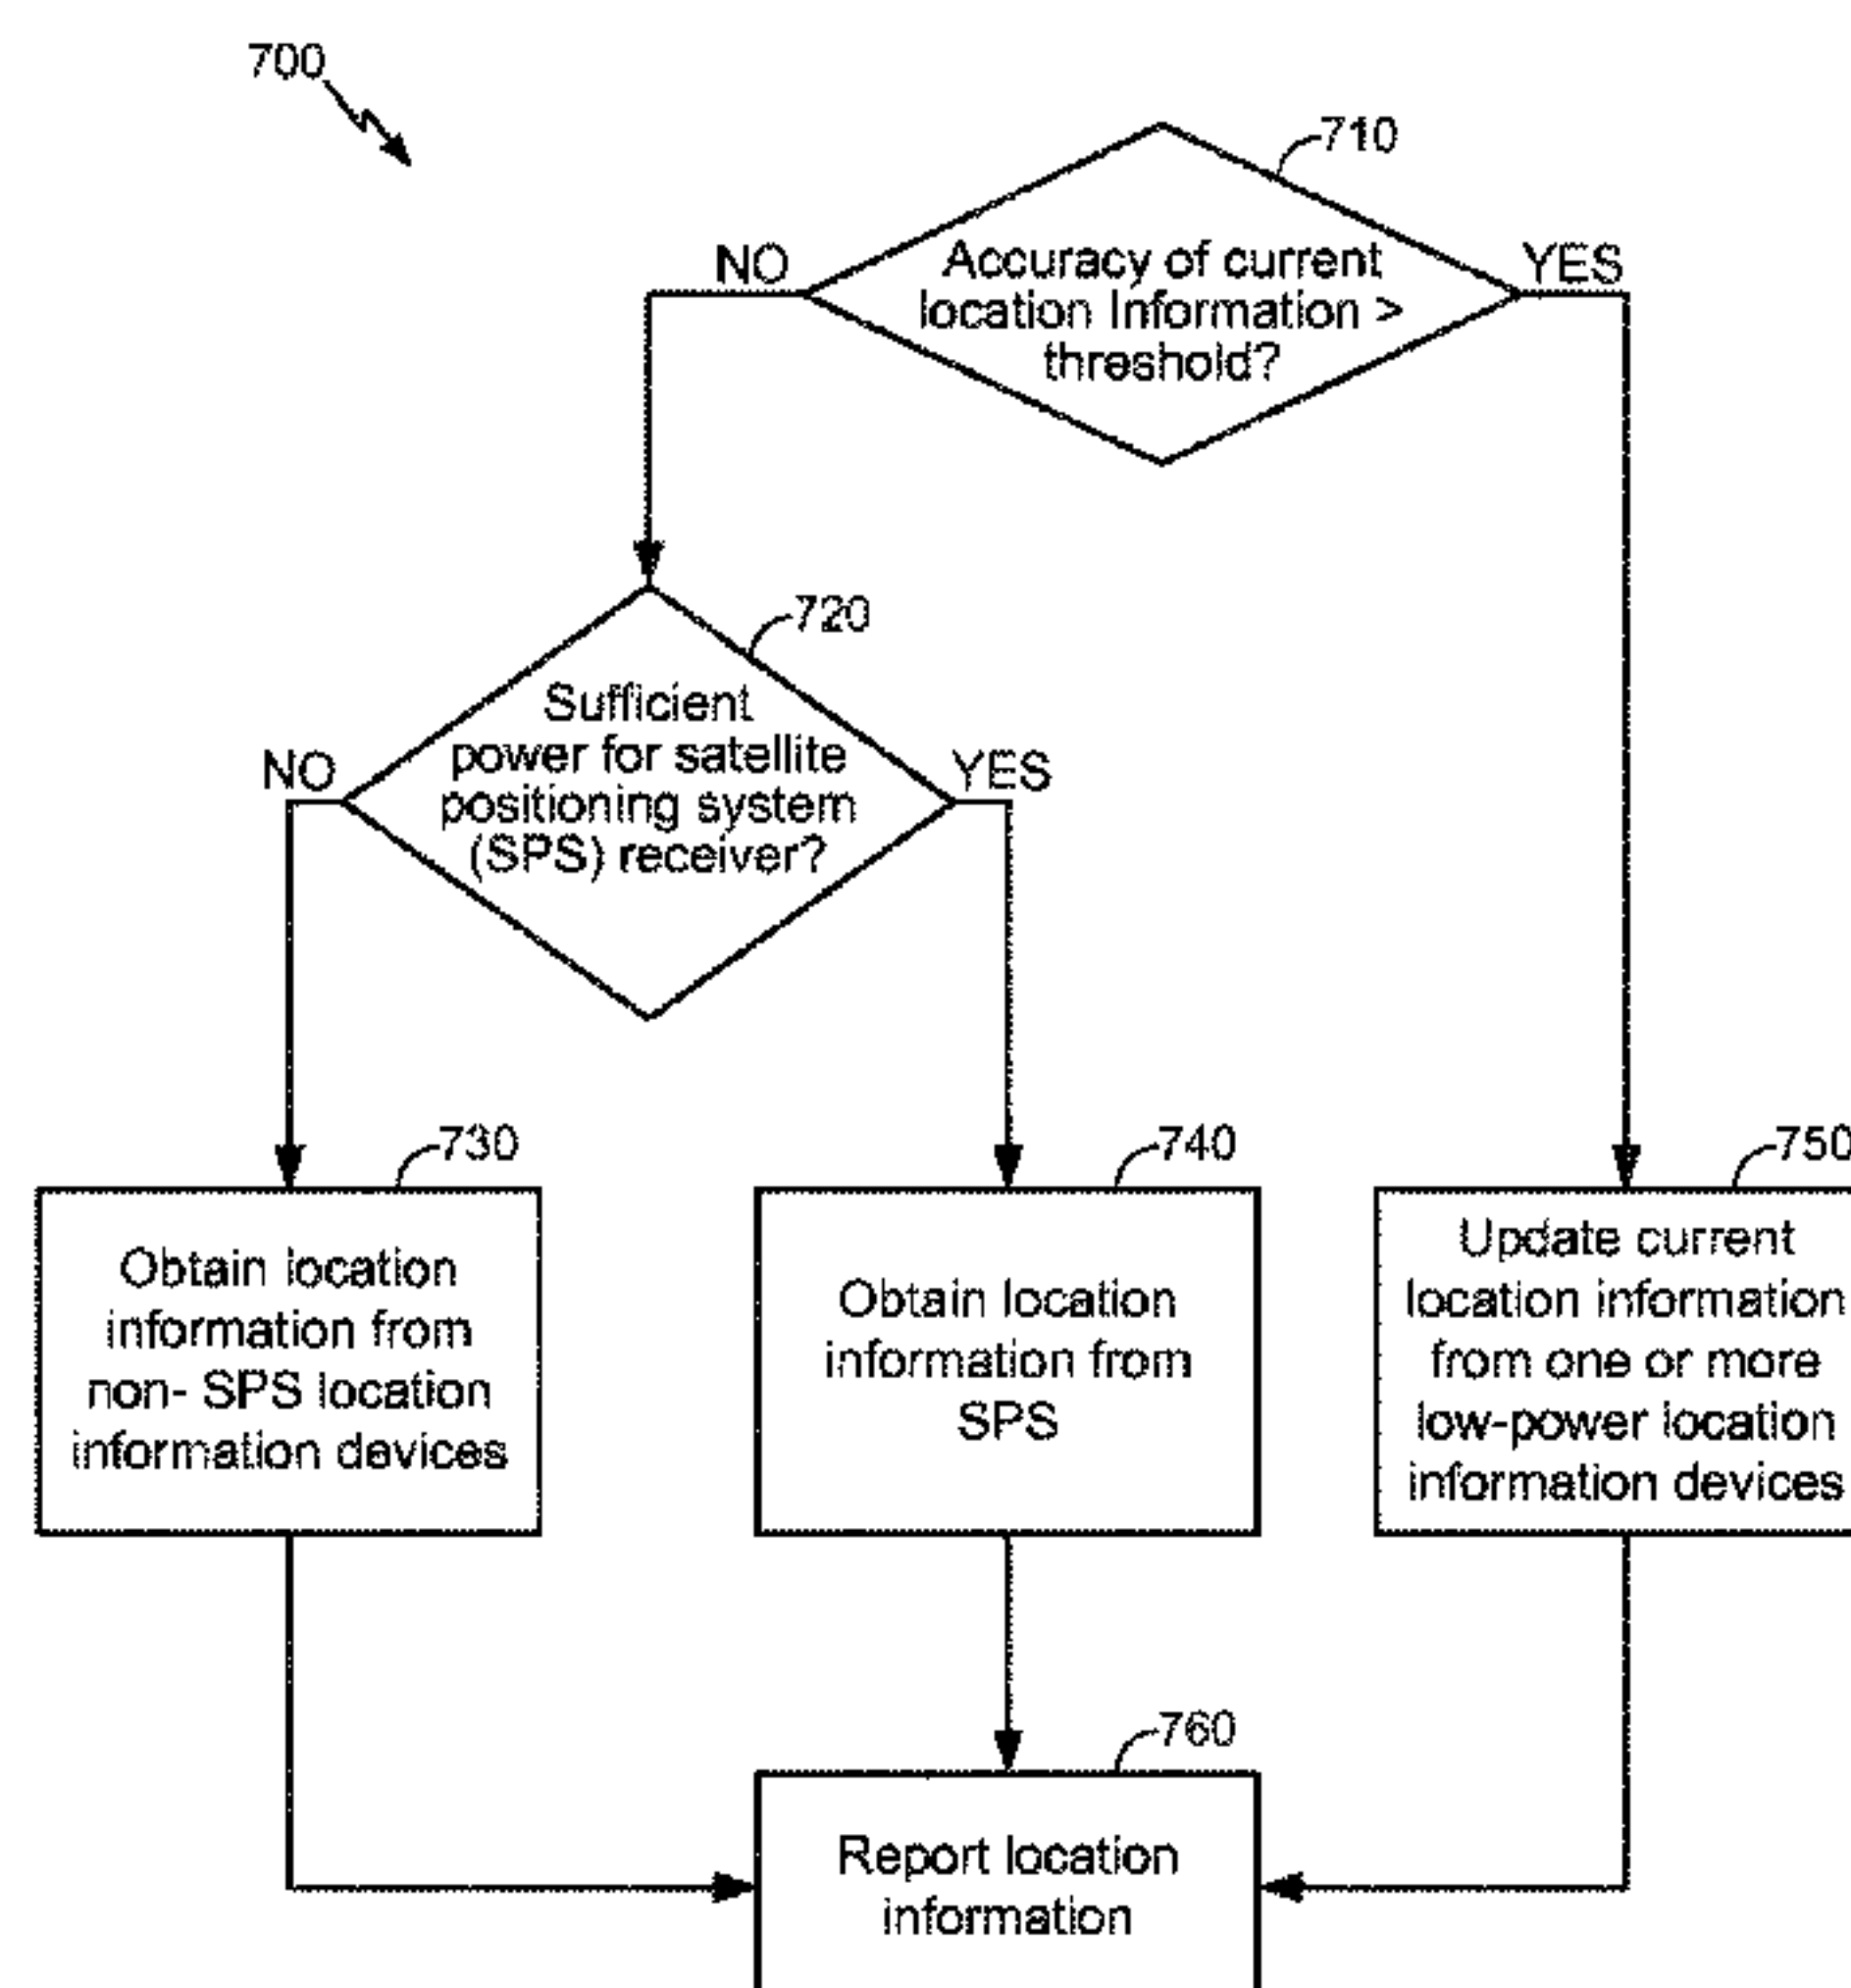 700
710
NO
YES
Accuracy of current
location Information >
threshold?
720
Sufficient
power for satellite
positioning system
(SPS) receiver?
NO
YES
730
Obtain location
information from
non- SPS location
information devices
740
Obtain location
information from
SPS
750
Update current
location information
from one or more
low-power location
information devices
760
Report location
information